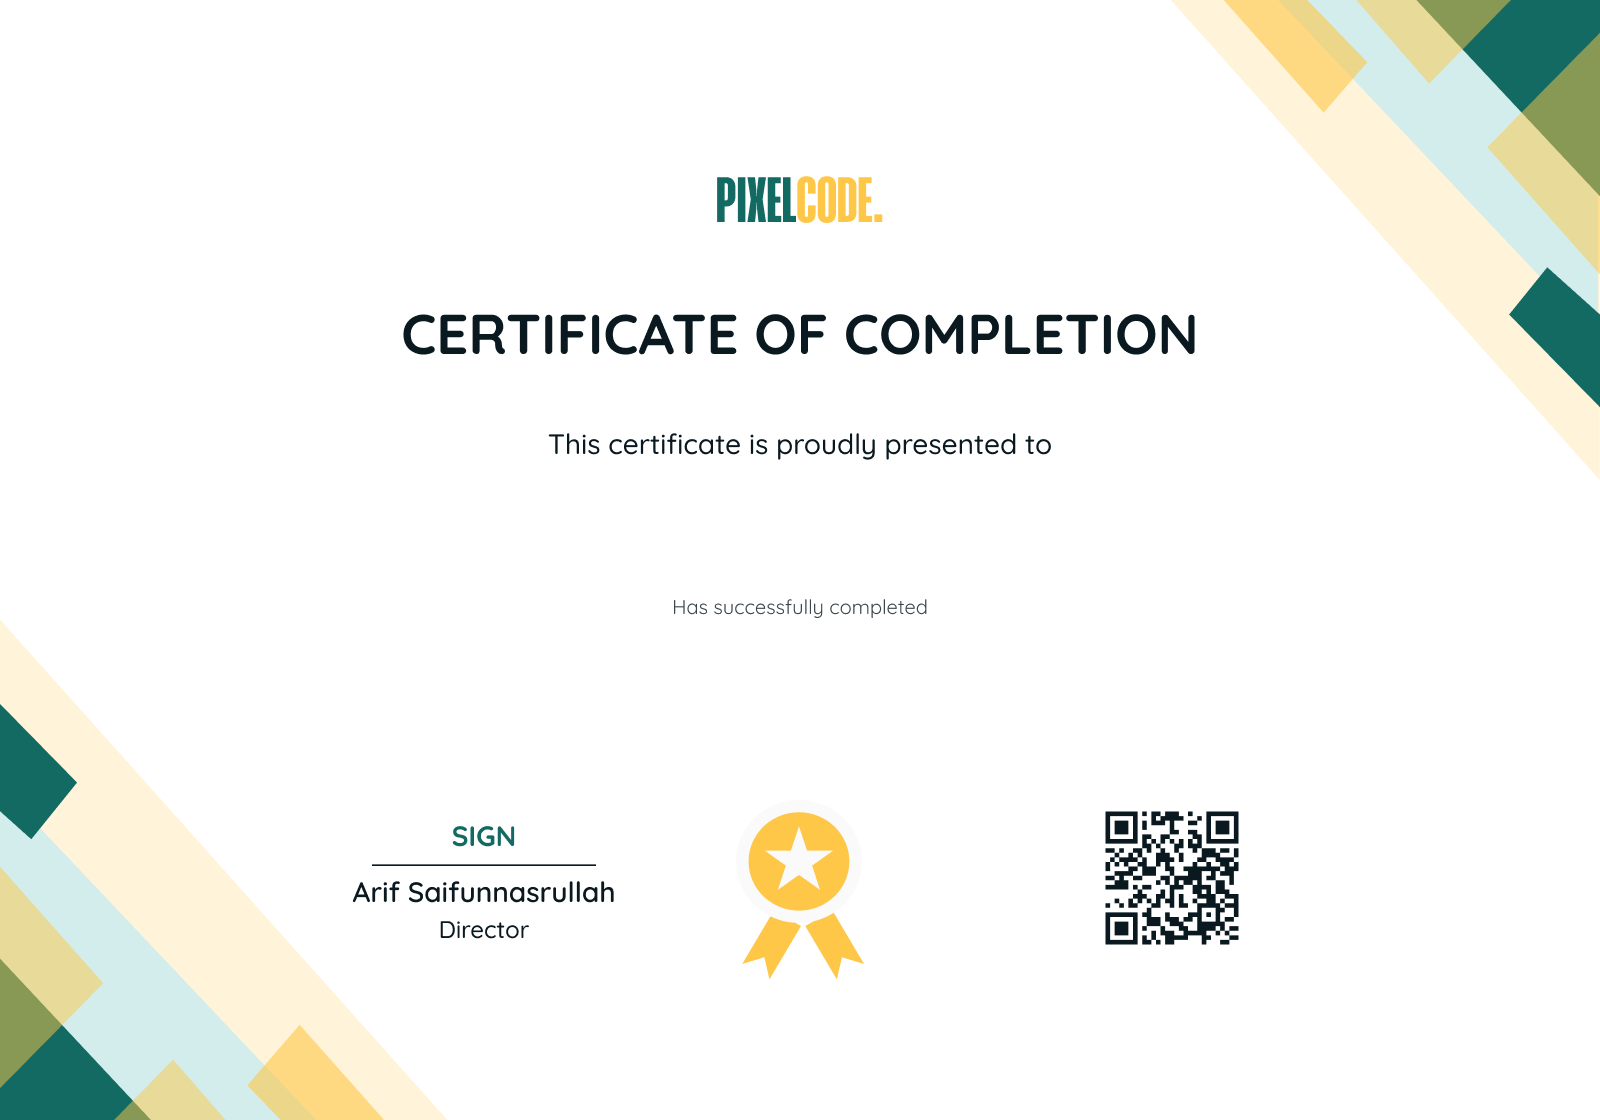 PIXELCODE.
CERTIFICATE OF COMPLETION
This certificate is proudly presented to
Has successfully completed
SIGN
Arif Saifunnasrullah
Director